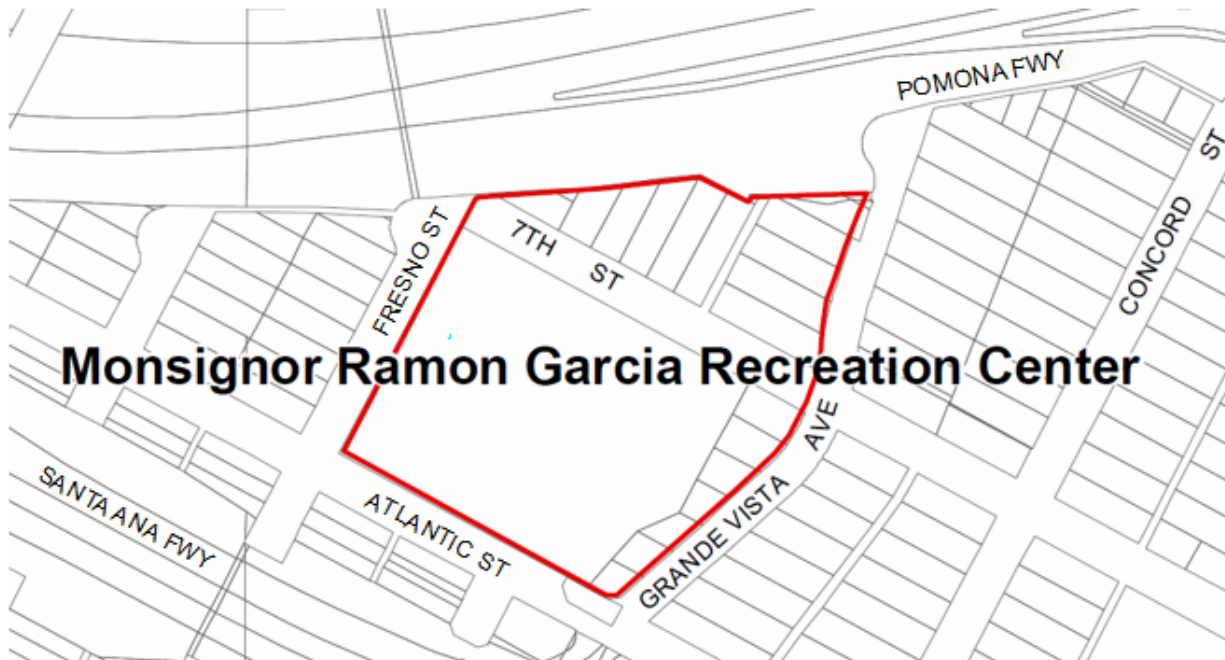 POMONA FWY
CONCORD ST
7TH ST
FRESNO ST
Monsignor Ramon Garcia Recreation Center
GRANDE VISTA AVE
SANTA ANA FWY
ATLANTIC ST